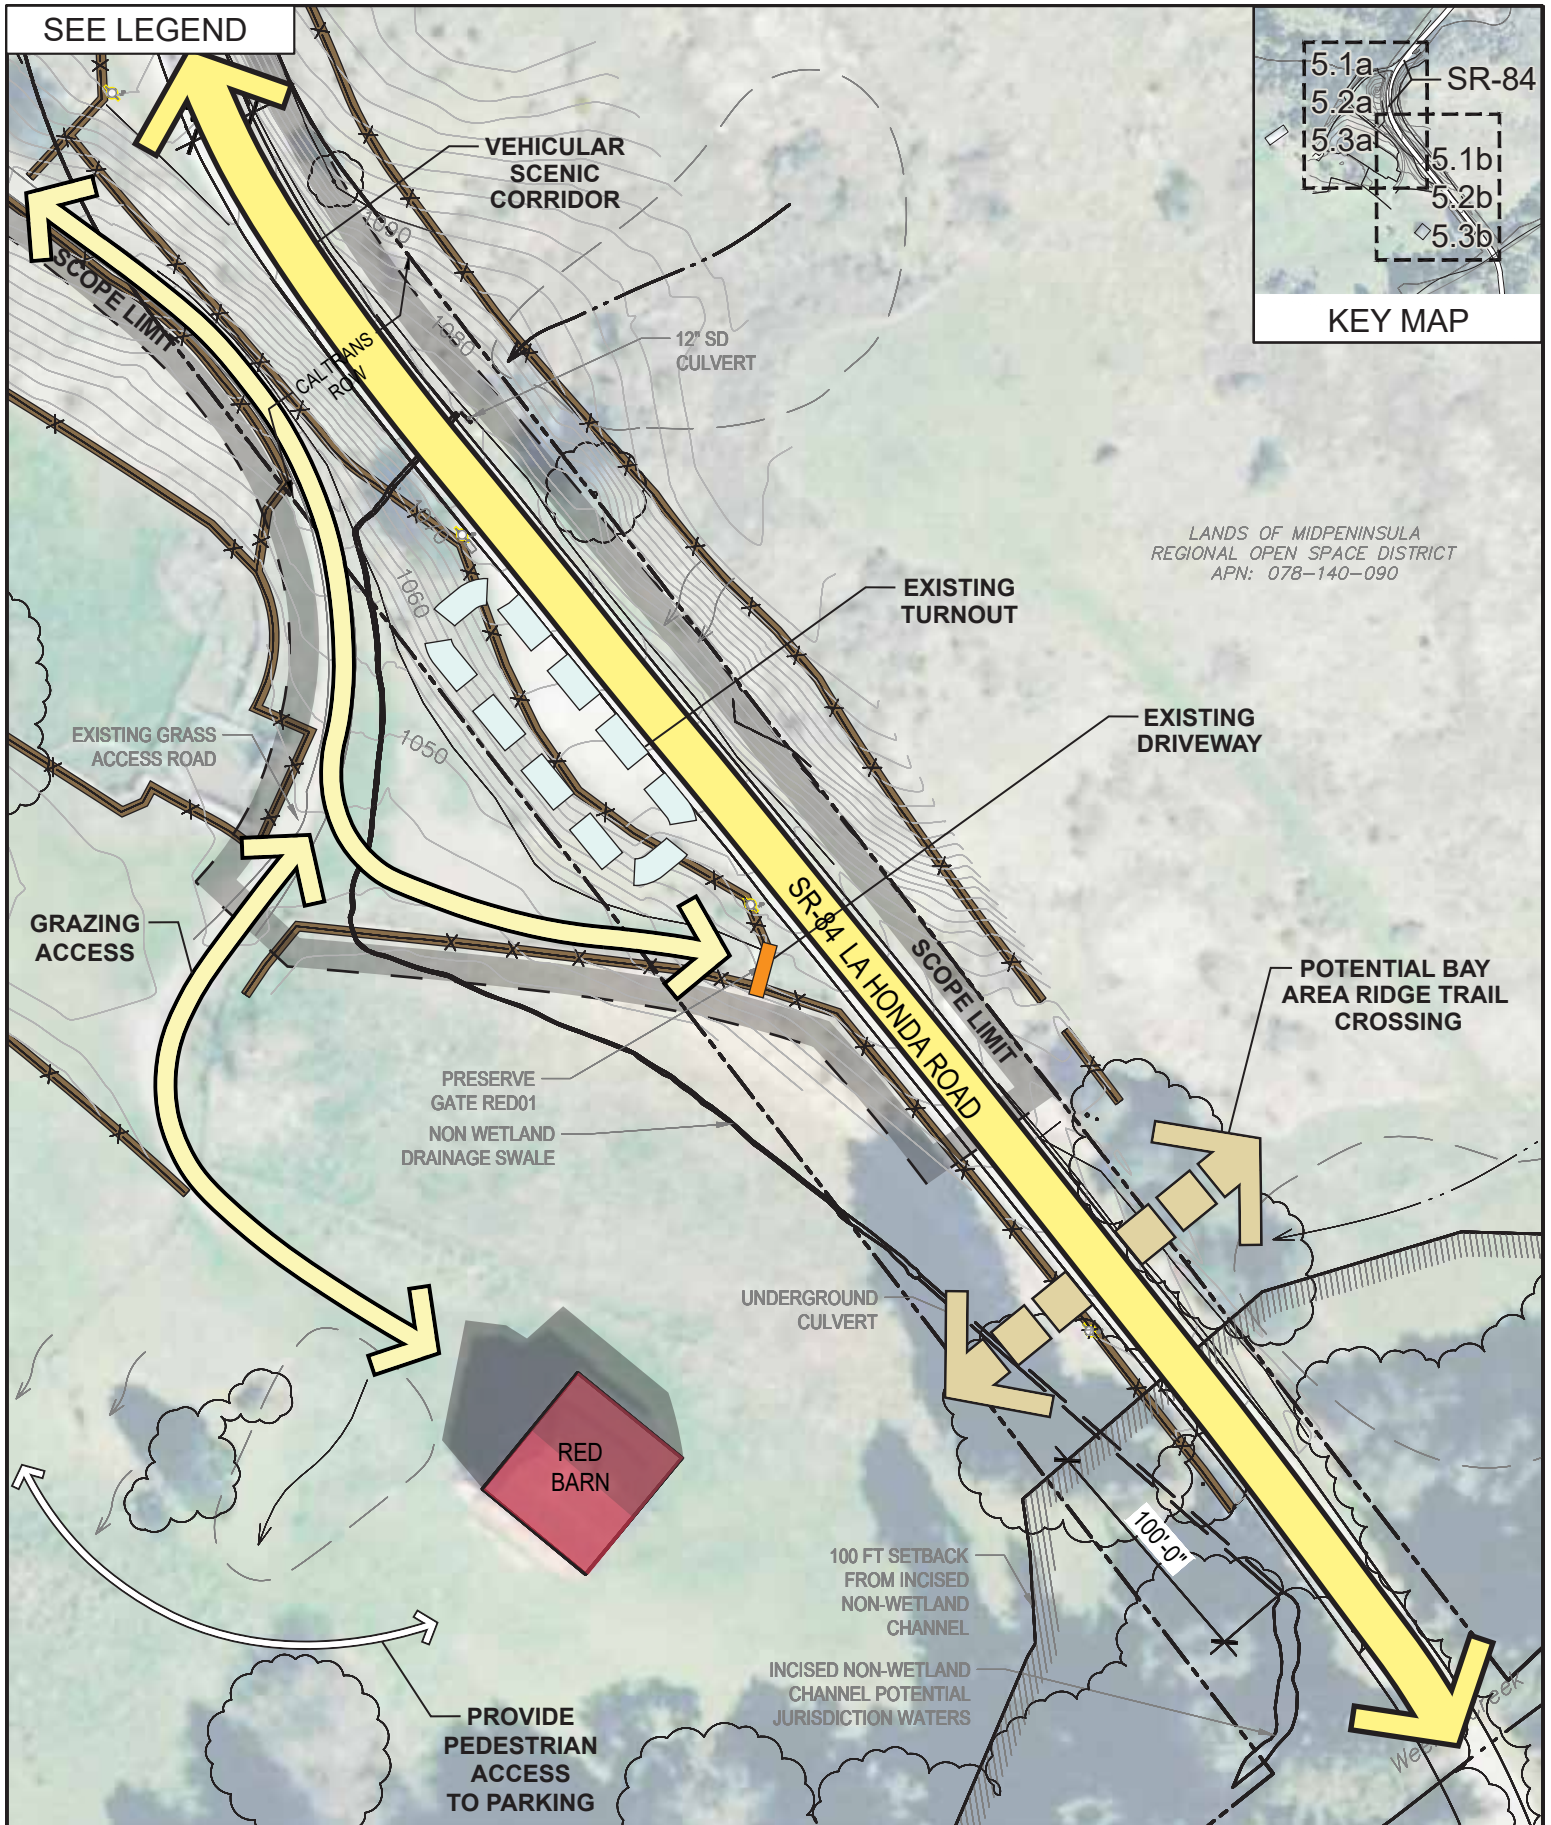 SEE LEGEND
5.1a
5.2a
5.3a
SR-84
5.1b
5.2b
5.3b
KEY MAP
VEHICULAR
SCENIC
CORRIDOR
1090
1080
SCOPE LIMIT
CALTRANS
ROW
12" SD
CULVERT
LANDS OF MIDPENINSULA
REGIONAL OPEN SPACE DISTRICT
APN: 078-140-090
1060
EXISTING
TURNOUT
EXISTING
DRIVEWAY
EXISTING GRASS
ACCESS ROAD
1050
GRAZING
ACCESS
SR-84 LA HONDA ROAD
SCOPE LIMIT
POTENTIAL BAY
AREA RIDGE TRAIL
CROSSING
PRESERVE
GATE RED01
NON WETLAND
DRAINAGE SWALE
UNDERGROUND
CULVERT
RED
BARN
100'-0"
100 FT SETBACK
FROM INCISED
NON-WETLAND
CHANNEL
INCISED NON-WETLAND
CHANNEL POTENTIAL
JURISDICTION WATERS
PROVIDE
PEDESTRIAN
ACCESS
TO PARKING